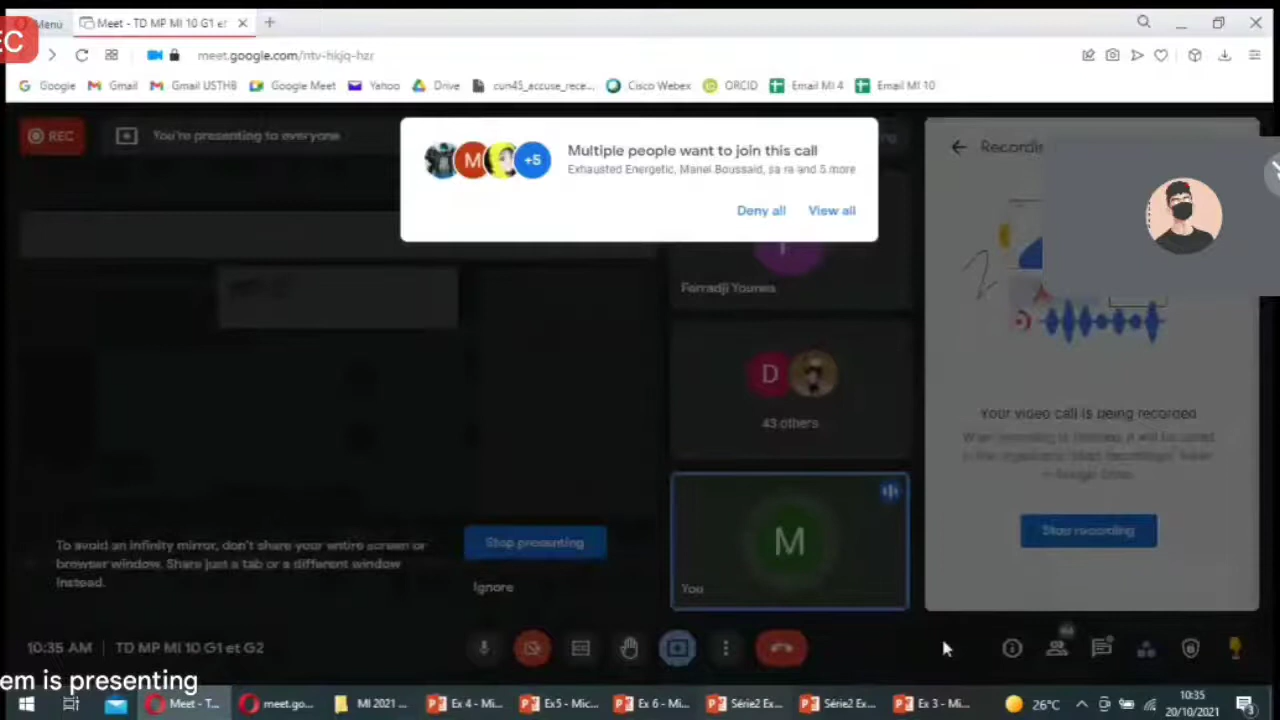 Menu
Meet - TD MP MI 10 G1 et
EC
meet.google.com/ntv-hkjq-hzr
Google
Gmail
Gmail USTHB
Google Meet
Yahoo
Drive
cun45_accuse_rece...
Cisco Webex
ORCID
Email MI 4
Email MI 10
REC
You're presenting to everyone
Multiple people want to join this call
Exhausted Energetic, Manel Boussaid, sa ra and 5 more
M
+5
Deny all
View all
Ferradji Younes
D
43 others
Your video call is being recorded
Stop recording
To avoid an infinity mirror, don't share your entire screen or
browser window. Share just a tab or a different window
instead.
Stop presenting
Ignore
M
You
10:35 AM | TD MP MI 10 G1 et G2
em is presenting
Meet - T...
meet.go...
MI 2021 ...
Ex 4 - Mi...
Ex5 - Mic...
Ex 6 - Mi...
Série2 Ex...
Série2 Ex...
Ex 3 - Mi...
26°C
10:35
20/10/2021
3